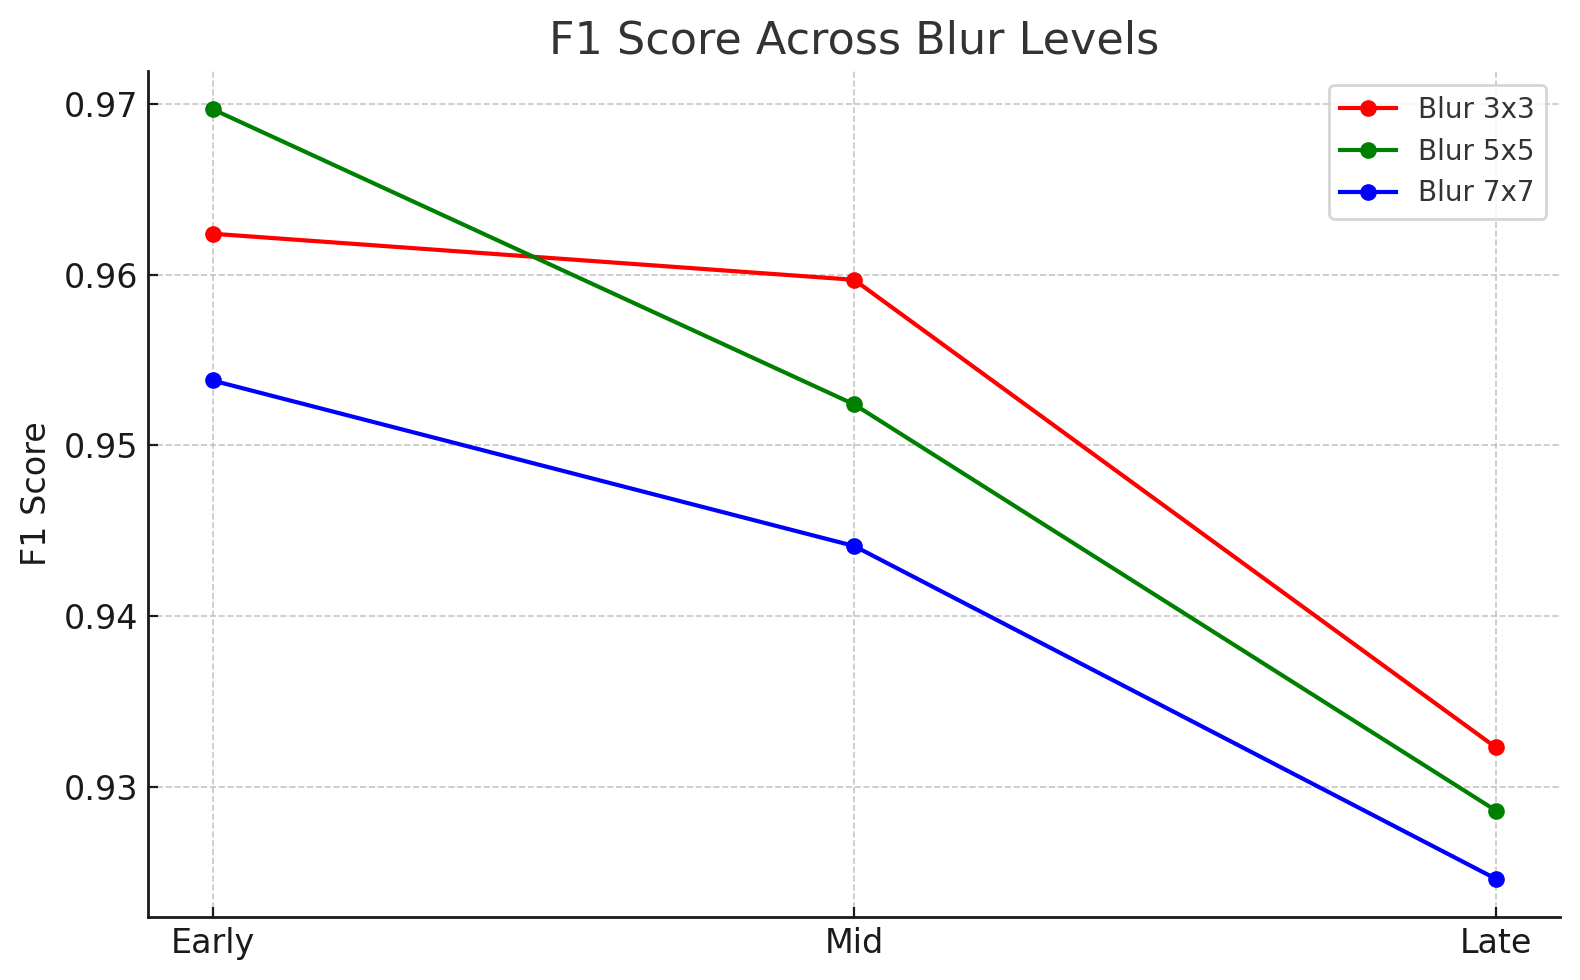 F1 Score Across Blur Levels
F1 Score
0.97
0.96
0.95
0.94
0.93
Early
Mid
Late
Blur 3x3
Blur 5x5
Blur 7x7